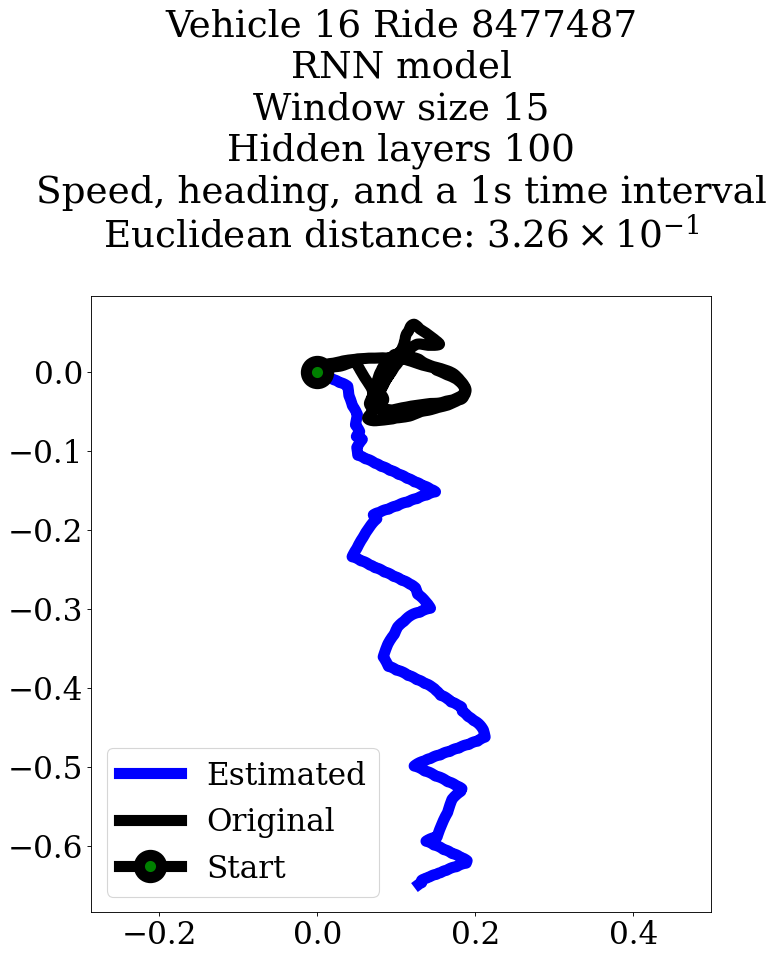 Vehicle 16 Ride 8477487
RNN model
Window size 15
Hidden layers 100
Speed, heading, and a 1s time interval
Euclidean distance: 3.26 × 10⁻¹
0.0
−0.1
−0.2
−0.3
−0.4
−0.5
−0.6
Estimated
Original
Start
−0.2 0.0 0.2 0.4